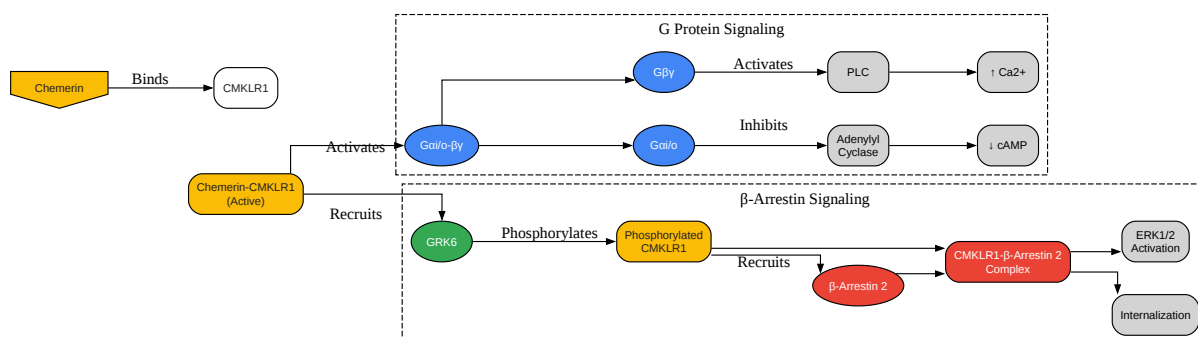 G Protein Signaling
Chemerin
Binds
CMKLR1
Gβγ
Activates
PLC
↑ Ca2+
Activates
Gαi/o-βγ
Gαi/o
Inhibits
Adenylyl
Cyclase
↓ cAMP
Chemerin-CMKLR1
(Active)
Recruits
β-Arrestin Signaling
GRK6
Phosphorylates
Phosphorylated
CMKLR1
Recruits
β-Arrestin 2
CMKLR1-β-Arrestin 2
Complex
ERK1/2
Activation
Internalization